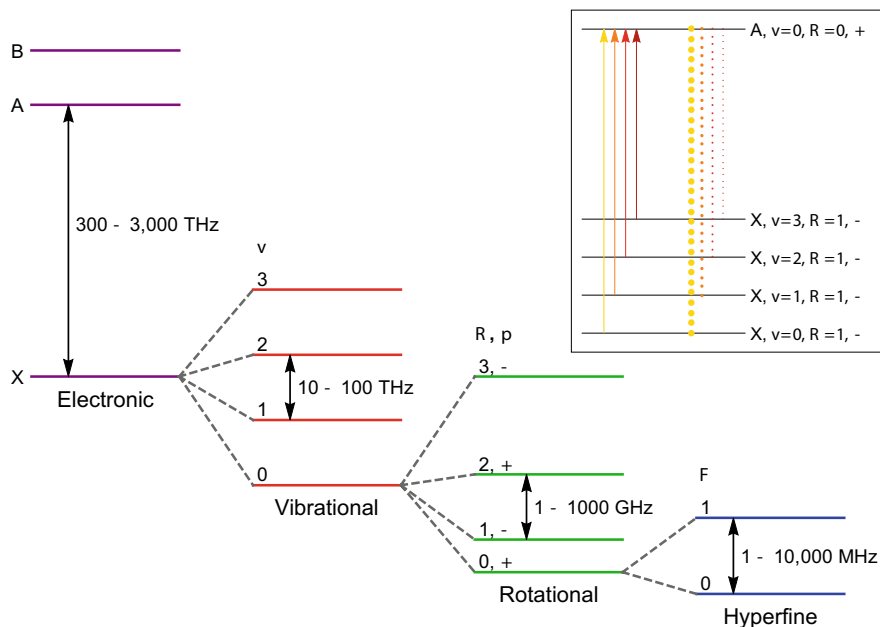 B
A
300 - 3,000 THz
X
Electronic
v
3
2
10 - 100 THz
1
0
Vibrational
R, p
3, -
2, +
1 - 1000 GHz
1, -
0, +
Rotational
F
1
1 - 10,000 MHz
0
Hyperfine
A, v=0, R=0, +
X, v=3, R=1, -
X, v=2, R=1, -
X, v=1, R=1, -
X, v=0, R=1, -